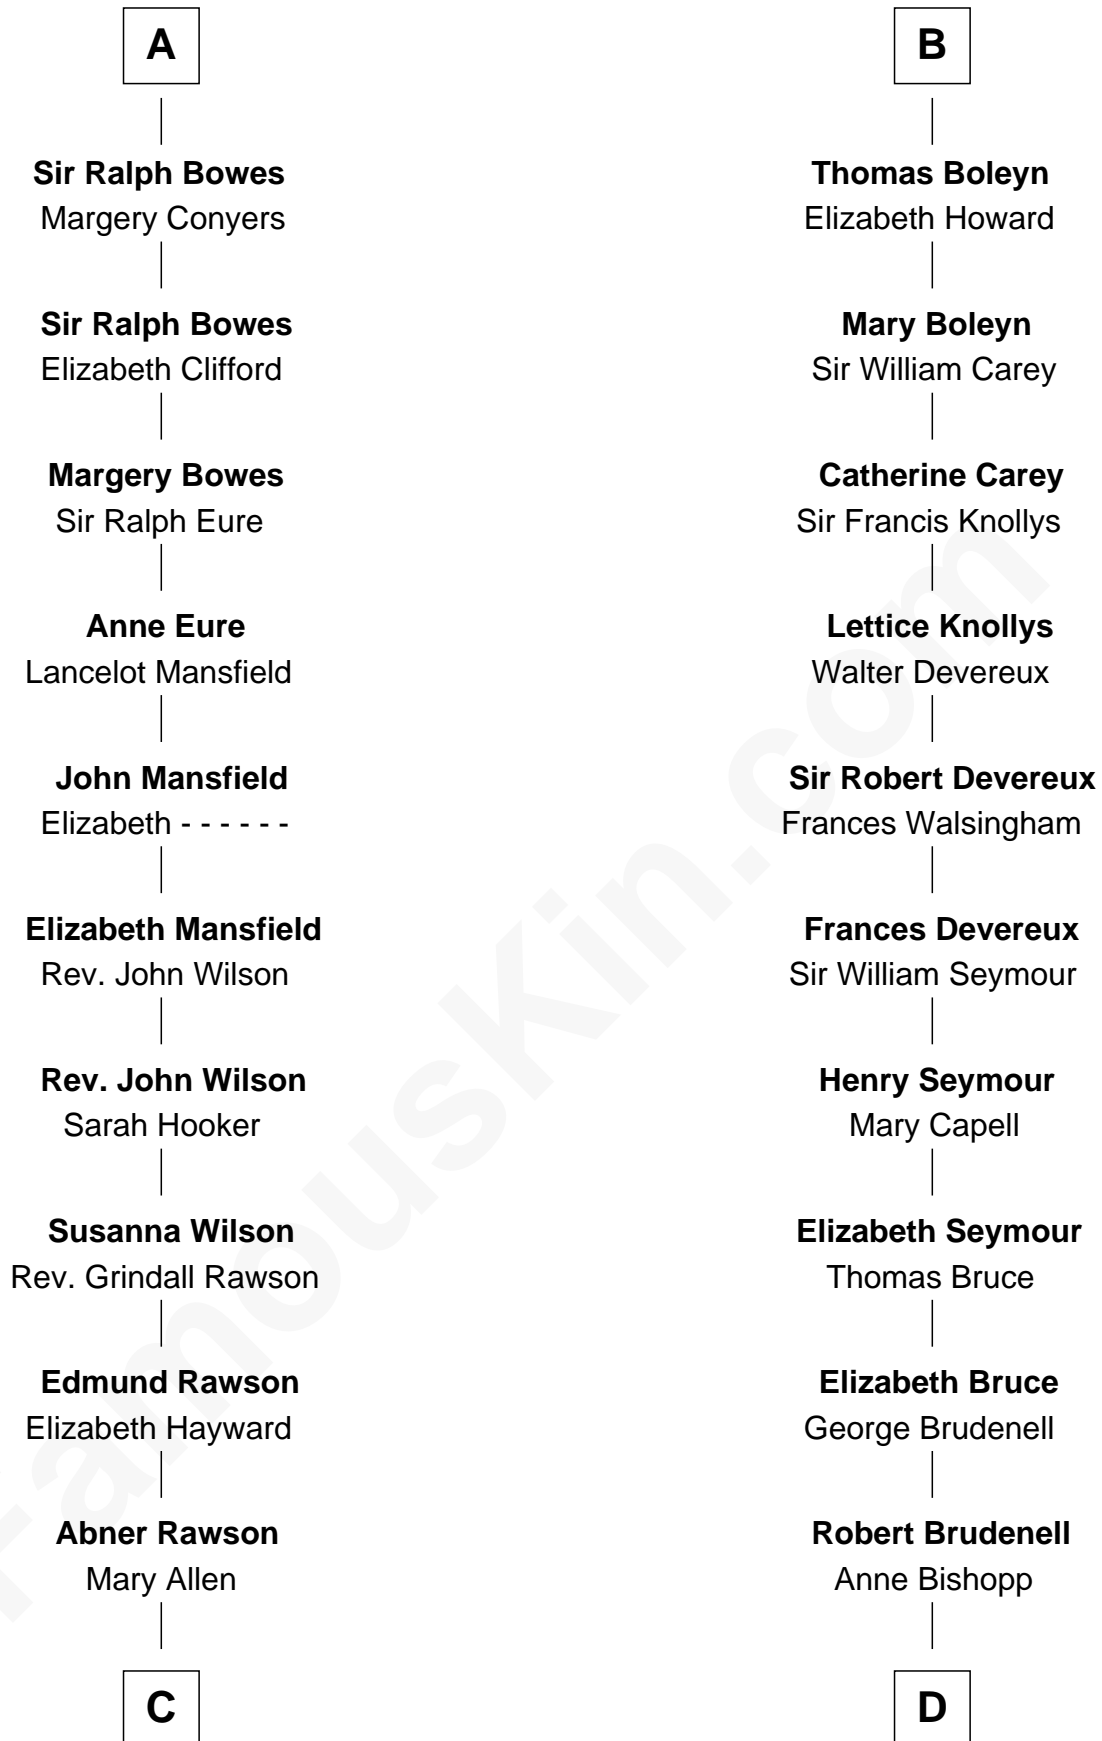 A
Sir Ralph Bowes
Margery Conyers
Sir Ralph Bowes
Elizabeth Clifford
Margery Bowes
Sir Ralph Eure
Anne Eure
Lancelot Mansfield
John Mansfield
Elizabeth - - - - - -
Elizabeth Mansfield
Rev. John Wilson
Rev. John Wilson
Sarah Hooker
Susanna Wilson
Rev. Grindall Rawson
Edmund Rawson
Elizabeth Hayward
Abner Rawson
Mary Allen
C
B
Thomas Boleyn
Elizabeth Howard
Mary Boleyn
Sir William Carey
Catherine Carey
Sir Francis Knollys
Lettice Knollys
Walter Devereux
Sir Robert Devereux
Frances Walsingham
Frances Devereux
Sir William Seymour
Henry Seymour
Mary Capell
Elizabeth Seymour
Thomas Bruce
Elizabeth Bruce
George Brudenell
Robert Brudenell
Anne Bishopp
D
FamousKin.com